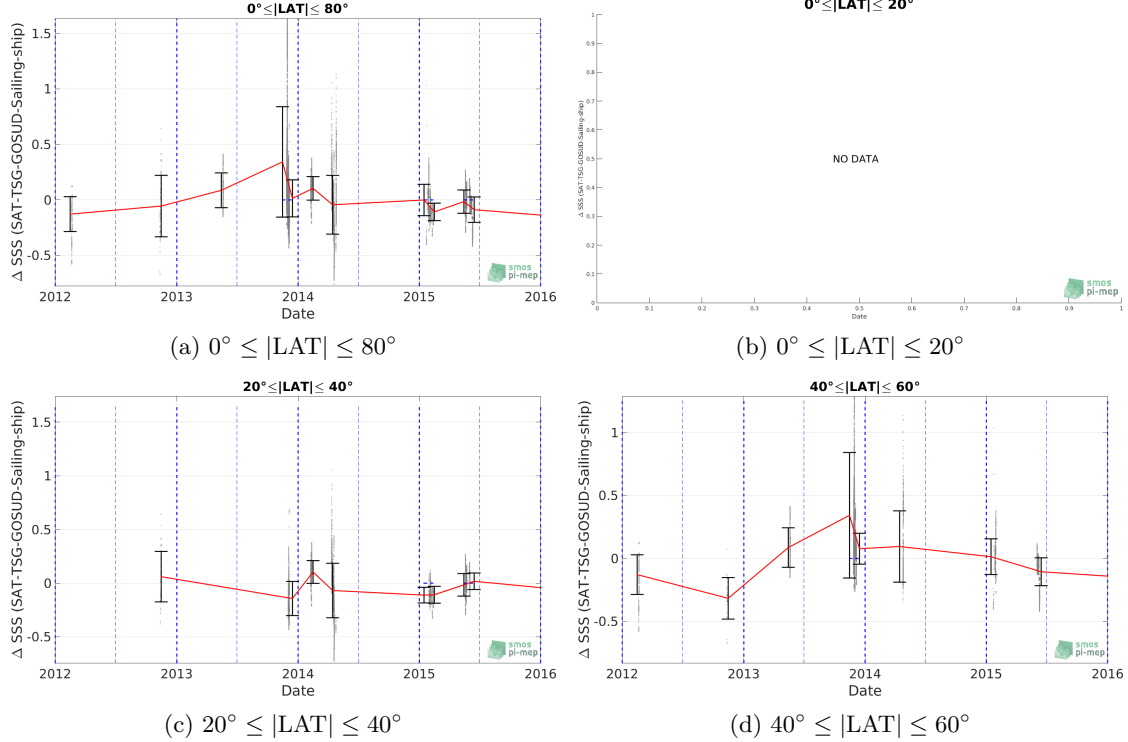 0°≤|LAT|≤ 80°
Δ SSS (SAT-TSG-GOSUD-Sailing-ship)
1.5
1
0.5
0
-0.5
2012 2013 2014 2015 2016
Date
smos
pi-mep
(a) 0° ≤ |LAT| ≤ 80°
0°≤|LAT|≤ 20°
Δ SSS (SAT-TSG-GOSUD-Sailing-ship)
1
0.9
0.8
0.7
0.6
0.5
0.4
0.3
0.2
0.1
0
NO DATA
0 0.1 0.2 0.3 0.4 0.5 0.6 0.7 0.8 0.9 1
Date
smos
pi-mep
(b) 0° ≤ |LAT| ≤ 20°
20°≤|LAT|≤ 40°
Δ SSS (SAT-TSG-GOSUD-Sailing-ship)
1.5
1
0.5
0
-0.5
2012 2013 2014 2015 2016
Date
smos
pi-mep
(c) 20° ≤ |LAT| ≤ 40°
40°≤|LAT|≤ 60°
Δ SSS (SAT-TSG-GOSUD-Sailing-ship)
1
0.5
0
-0.5
2012 2013 2014 2015 2016
Date
smos
pi-mep
(d) 40° ≤ |LAT| ≤ 60°